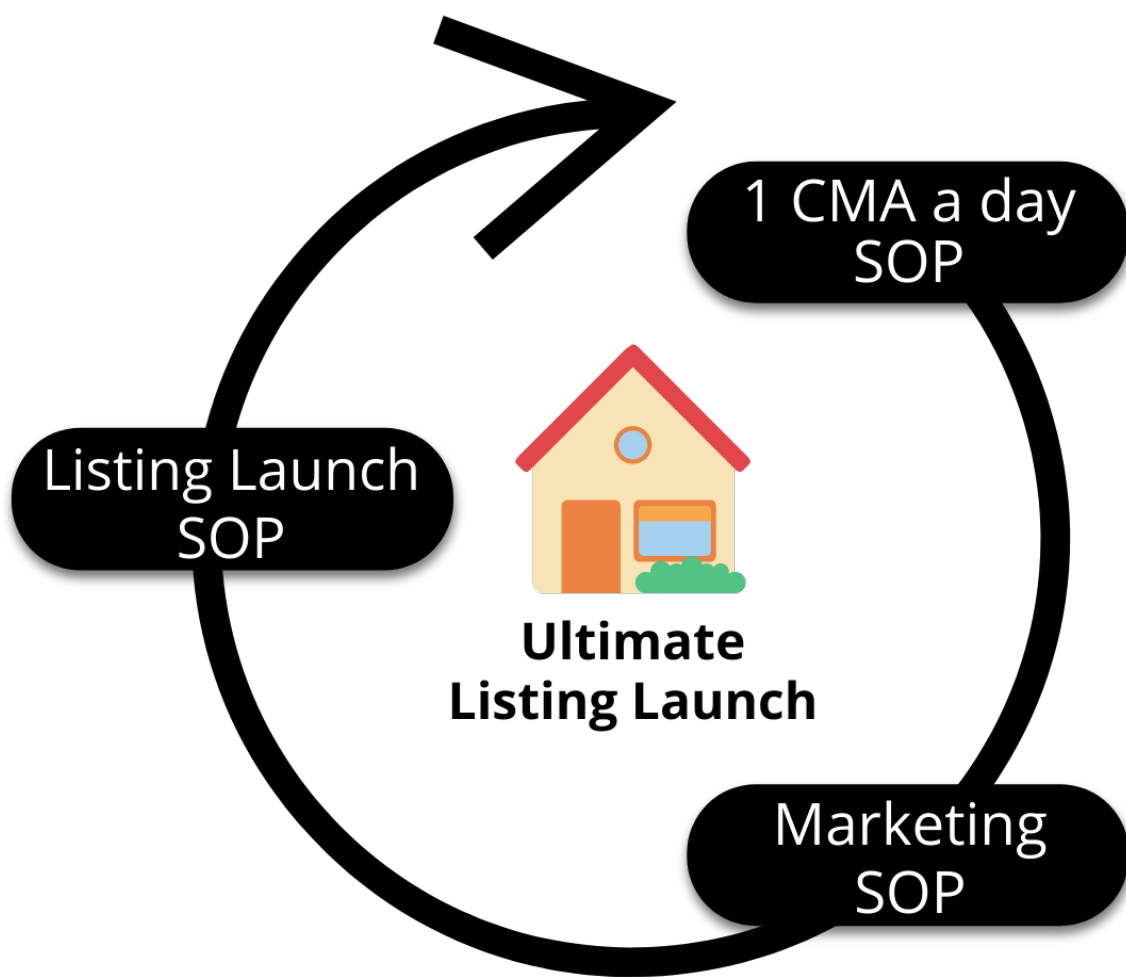 1 CMA a day
SOP
Listing Launch
SOP
Ultimate
Listing Launch
Marketing
SOP